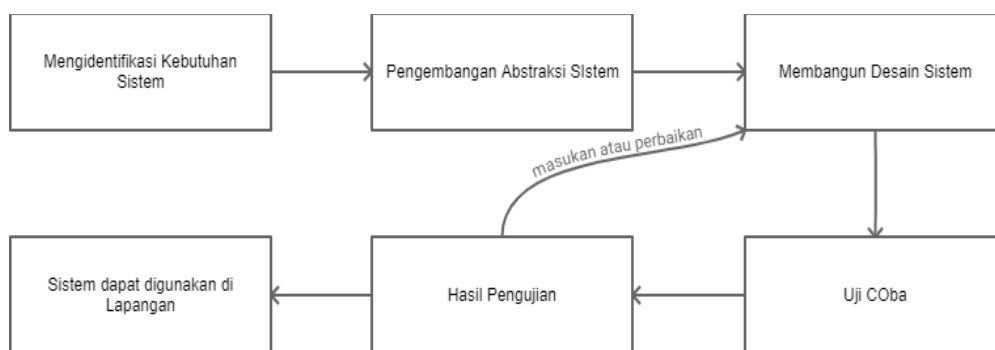 Mengidentifikasi Kebutuhan
Sistem
Pengembangan Abstraksi SIstem
Membangun Desain Sistem
masukan atau perbaikan
Sistem dapat digunakan di
Lapangan
Hasil Pengujian
Uji COba